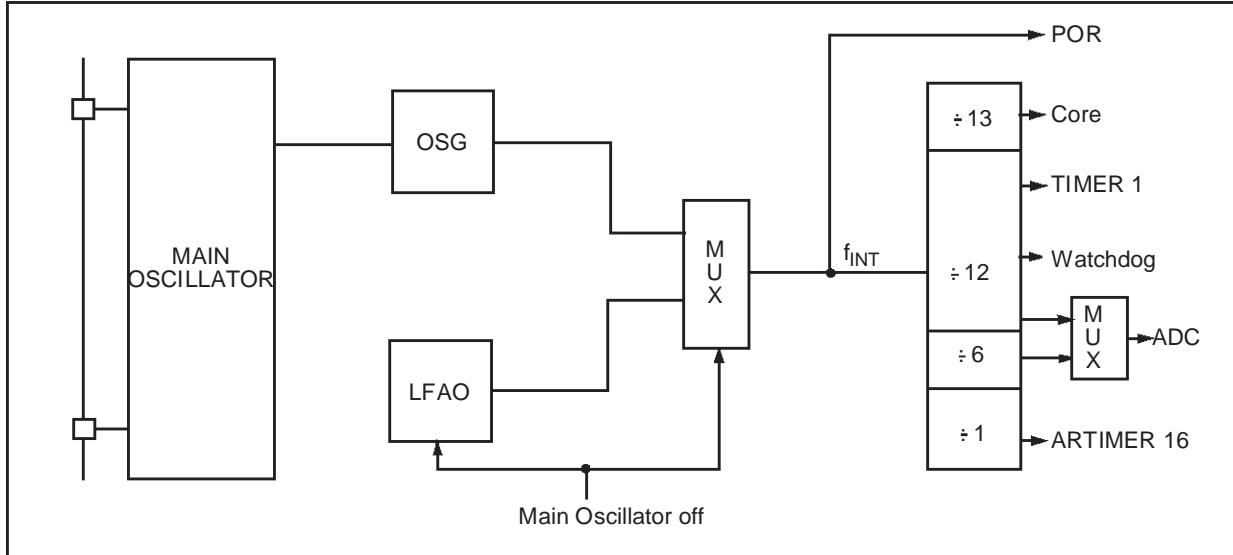 POR
÷ 13
Core
OSG
TIMER 1
MAIN
OSCILLATOR
M
U
X
fINT
÷ 12
Watchdog
M
U
X
ADC
÷ 6
LFAO
÷ 1
ARTIMER 16
Main Oscillator off